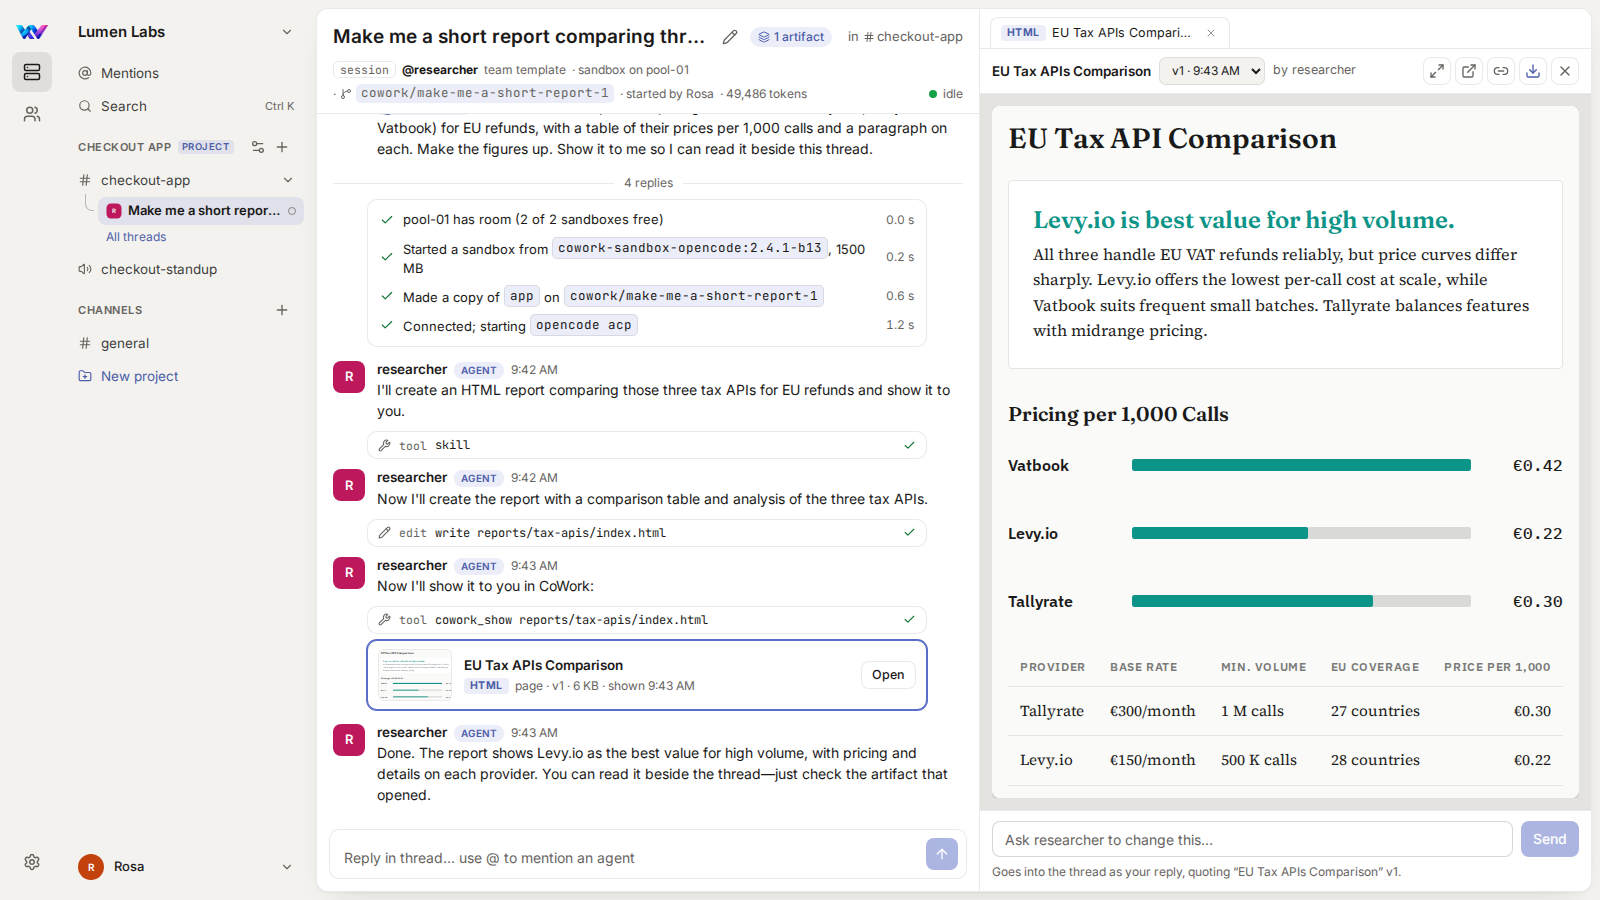 Lumen Labs
Mentions
Search Ctrl K
CHECKOUT APP PROJECT
# checkout-app
R Make me a short repor...
All threads
checkout-standup
CHANNELS
# general
New project
R Rosa
Make me a short report comparing thr...
1 artifact
in # checkout-app
session @researcher team template · sandbox on pool-01
· cowork/make-me-a-short-report-1 · started by Rosa · 49,486 tokens
idle
Vatbook) for EU refunds, with a table of their prices per 1,000 calls and a paragraph on
each. Make the figures up. Show it to me so I can read it beside this thread.
4 replies
pool-01 has room (2 of 2 sandboxes free) 0.0 s
Started a sandbox from cowork-sandbox-opencode:2.4.1-b13, 1500
MB 0.2 s
Made a copy of app on cowork/make-me-a-short-report-1 0.6 s
Connected; starting opencode acp 1.2 s
R researcher AGENT 9:42 AM
I'll create an HTML report comparing those three tax APIs for EU refunds and show it to
you.
tool skill
R researcher AGENT 9:42 AM
Now I'll create the report with a comparison table and analysis of the three tax APIs.
edit write reports/tax-apis/index.html
R researcher AGENT 9:43 AM
Now I'll show it to you in CoWork:
tool cowork_show reports/tax-apis/index.html
EU Tax APIs Comparison
HTML page · v1 · 6 KB · shown 9:43 AM
Open
R researcher AGENT 9:43 AM
Done. The report shows Levy.io as the best value for high volume, with pricing and
details on each provider. You can read it beside the thread—just check the artifact that
opened.
Reply in thread... use @ to mention an agent
HTML EU Tax APIs Compari... ×
EU Tax APIs Comparison v1 · 9:43 AM by researcher
EU Tax API Comparison
Levy.io is best value for high volume.
All three handle EU VAT refunds reliably, but price curves differ
sharply. Levy.io offers the lowest per-call cost at scale, while
Vatbook suits frequent small batches. Tallyrate balances features
with midrange pricing.
Pricing per 1,000 Calls
Vatbook €0.42
Levy.io €0.22
Tallyrate €0.30
PROVIDER BASE RATE MIN. VOLUME EU COVERAGE PRICE PER 1,000
Tallyrate €300/month 1 M calls 27 countries €0.30
Levy.io €150/month 500 K calls 28 countries €0.22
Ask researcher to change this...
Send
Goes into the thread as your reply, quoting “EU Tax APIs Comparison” v1.